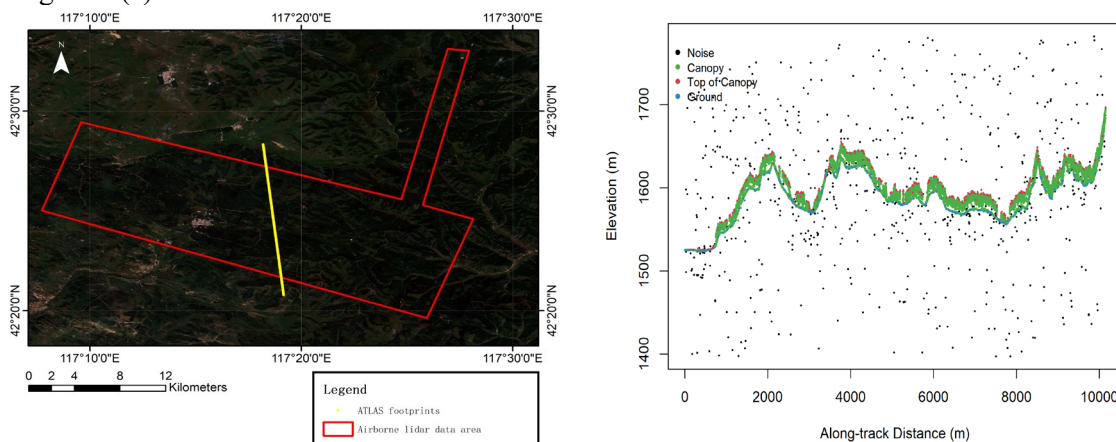 117°10'0"E
117°20'0"E
117°30'0"E
N
42°30'0"N
42°30'0"N
42°20'0"N
42°20'0"N
117°10'0"E
117°20'0"E
117°30'0"E
0 2 4 8 12
Kilometers
Legend
ATLAS footprints
Airborne lidar data area
Noise
Canopy
Top of Canopy
Ground
Elevation (m)
1700
1600
1500
1400
0 2000 4000 6000 8000 10000
Along-track Distance (m)